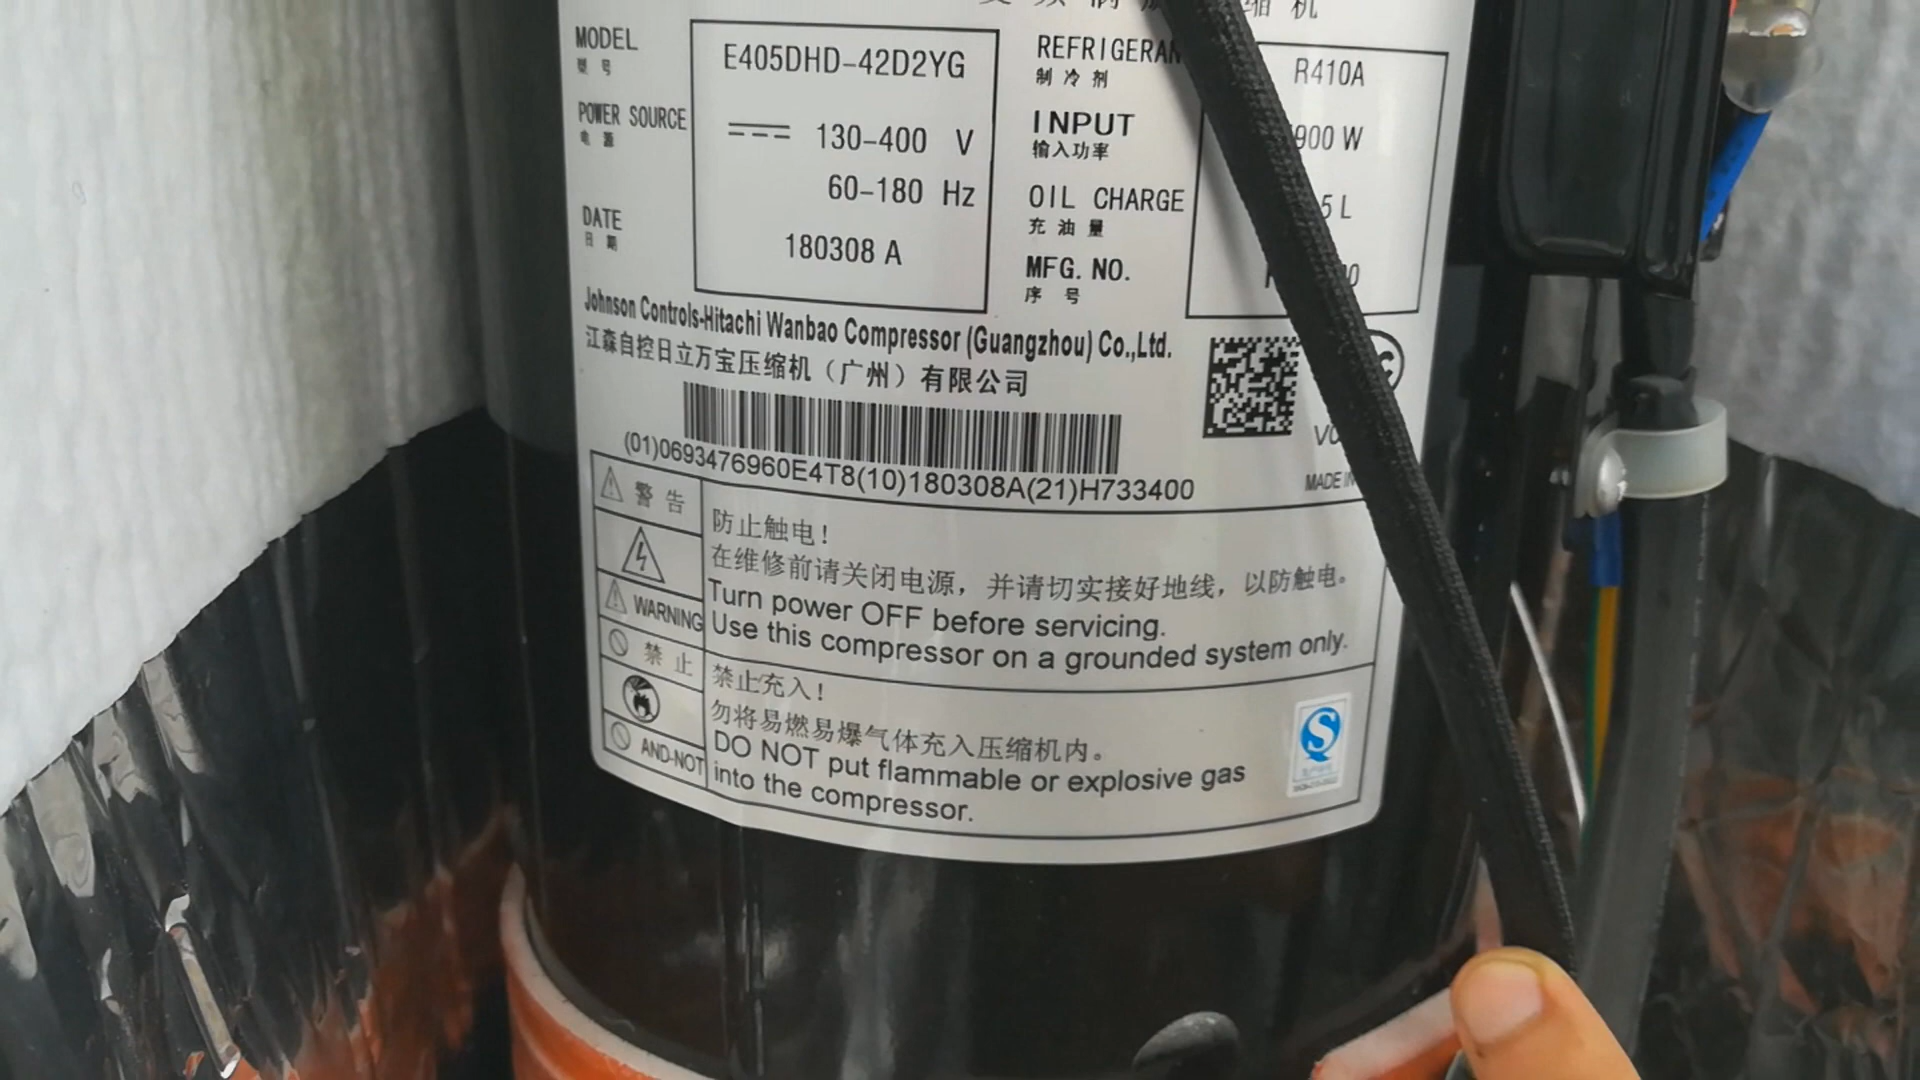 缩 机
MODEL
型 号
E405DHD-42D2YG
POWER SOURCE
电 源
130-400 V
60-180 Hz
DATE
日 期
180308 A
REFRIGERAN
制 冷 剂
R410A
INPUT
输入功率
900 W
OIL CHARGE
充 油 量
5 L
MFG. NO.
序 号
Johnson Controls-Hitachi Wanbao Compressor (Guangzhou) Co.,Ltd.
江森自控日立万宝压缩机（广州）有限公司
(01)0693476960E4T8(10)180308A(21)H733400
MADE IN
警 告
WARNING
防止触电！
在维修前请关闭电源，并请切实接好地线，以防触电。
Turn power OFF before servicing.
Use this compressor on a grounded system only.
禁 止
AND-NOT
禁止充入！
勿将易燃易爆气体充入压缩机内。
DO NOT put flammable or explosive gas
into the compressor.